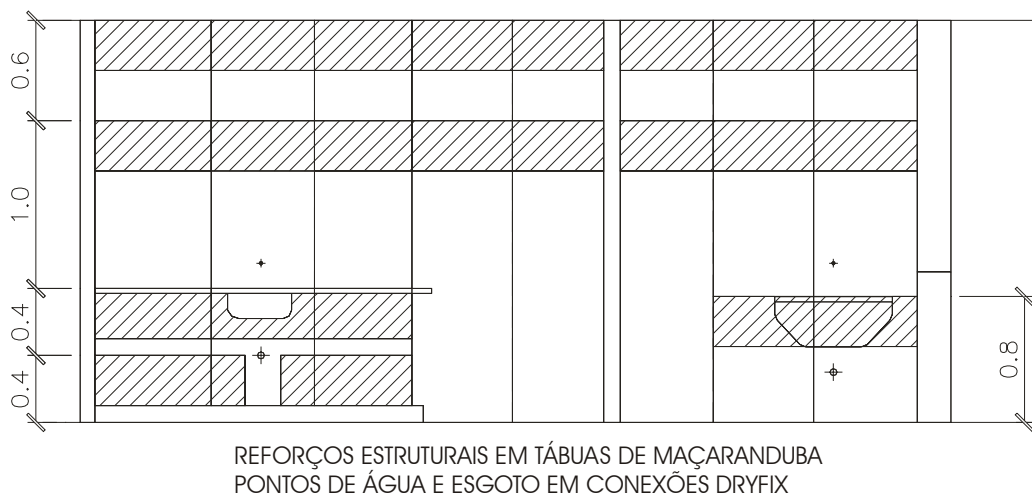 0.6
1.0
0.4
0.4
0.8
REFORÇOS ESTRUTURAIS EM TÁBUAS DE MAÇARANDUBA
PONTOS DE ÁGUA E ESGOTO EM CONEXÕES DRYFIX